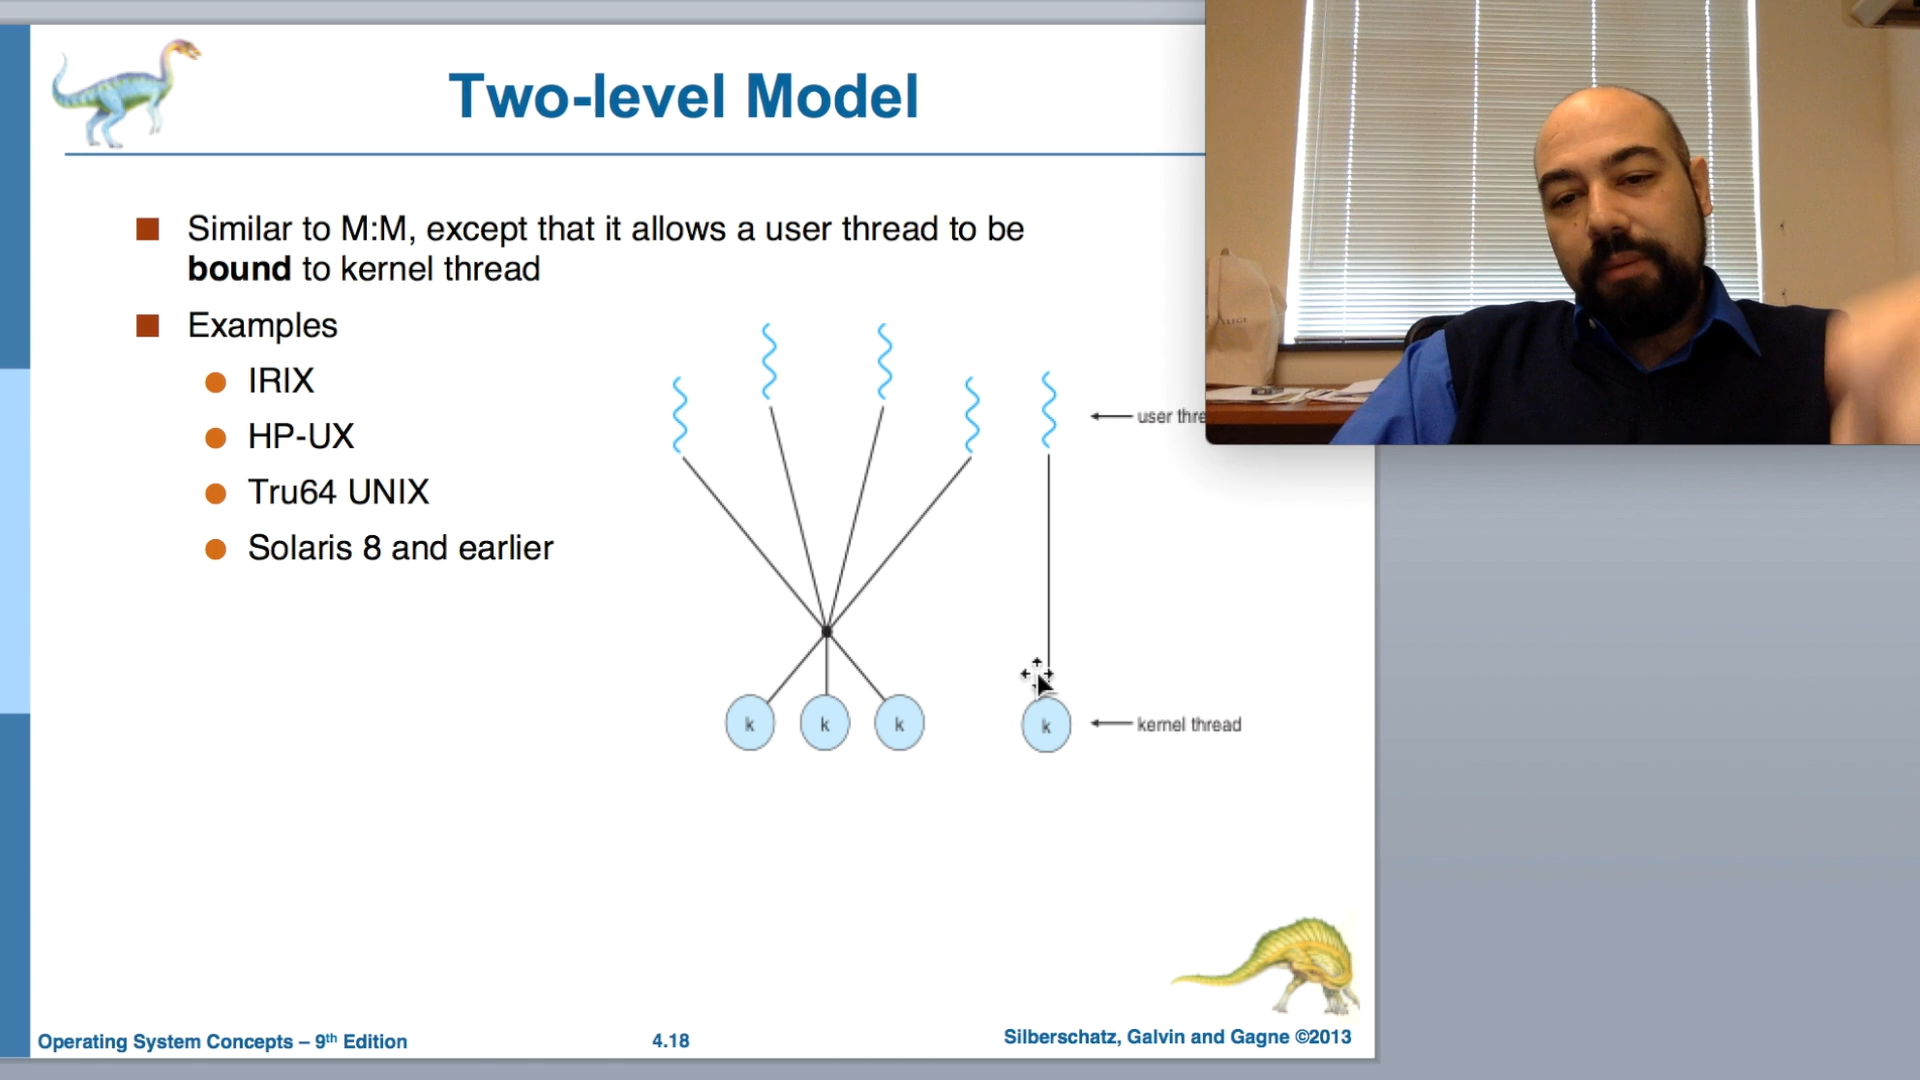 Two-level Model
Similar to M:M, except that it allows a user thread to be
bound to kernel thread
Examples
IRIX
HP-UX
Tru64 UNIX
Solaris 8 and earlier
user thre
k
k
k
k
kernel thread
Operating System Concepts – 9th Edition
4.18
Silberschatz, Galvin and Gagne ©2013